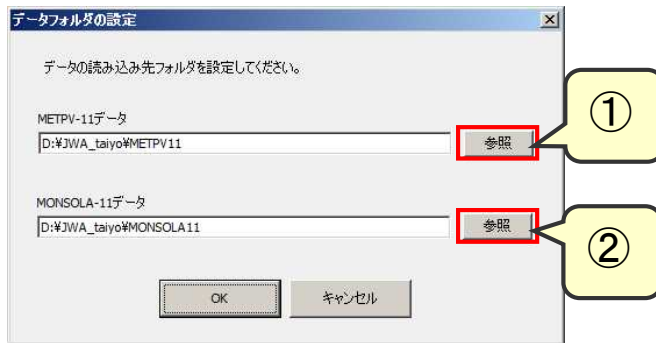 データフォルダの設定
データの読み込み先フォルダを設定してください。
METPV-11データ
D:¥JWA_taiyo¥METPV11
参照
①
MONSOLA-11データ
D:¥JWA_taiyo¥MONSOLA11
参照
②
OK
キャンセル